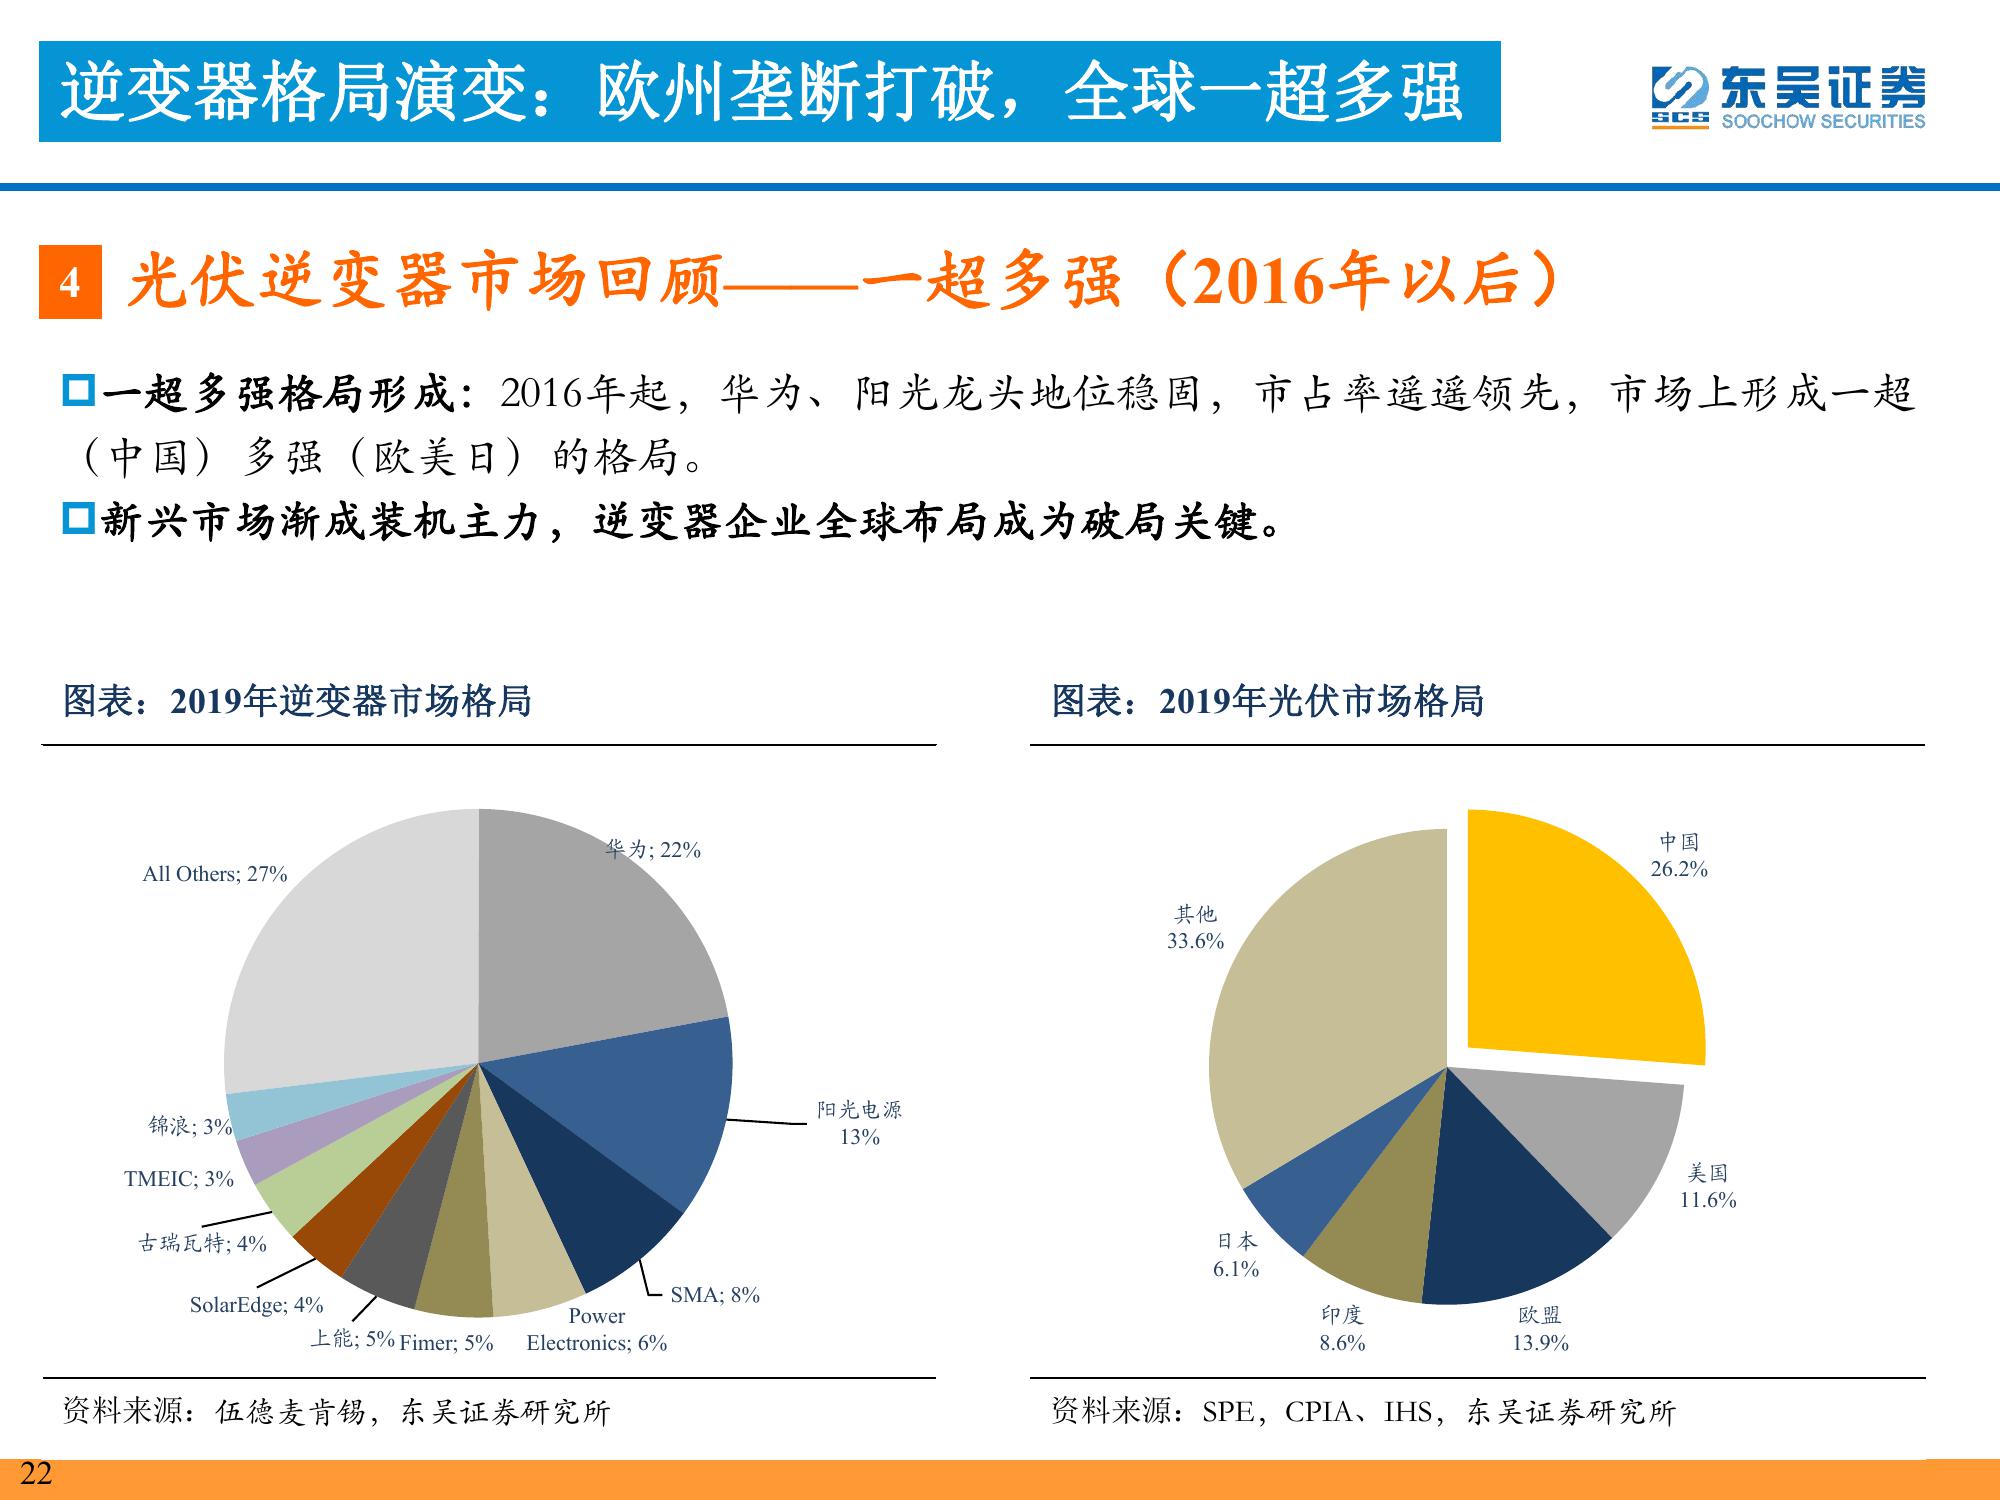 逆变器格局演变：欧州垄断打破，全球一超多强
东吴证券
SCS
SOOCHOW SECURITIES
4
光伏逆变器市场回顾——一超多强（2016年以后）
一超多强格局形成：2016年起，华为、阳光龙头地位稳固，市占率遥遥领先，市场上形成一超
（中国）多强（欧美日）的格局。
新兴市场渐成装机主力，逆变器企业全球布局成为破局关键。
图表：2019年逆变器市场格局
华为; 22%
All Others; 27%
阳光电源
13%
锦浪; 3%
TMEIC; 3%
古瑞瓦特; 4%
SolarEdge; 4%
SMA; 8%
上能; 5%
Fimer; 5%
Power
Electronics; 6%
资料来源：伍德麦肯锡，东吴证券研究所
图表：2019年光伏市场格局
中国
26.2%
其他
33.6%
美国
11.6%
日本
6.1%
印度
8.6%
欧盟
13.9%
资料来源：SPE，CPIA、IHS，东吴证券研究所
22